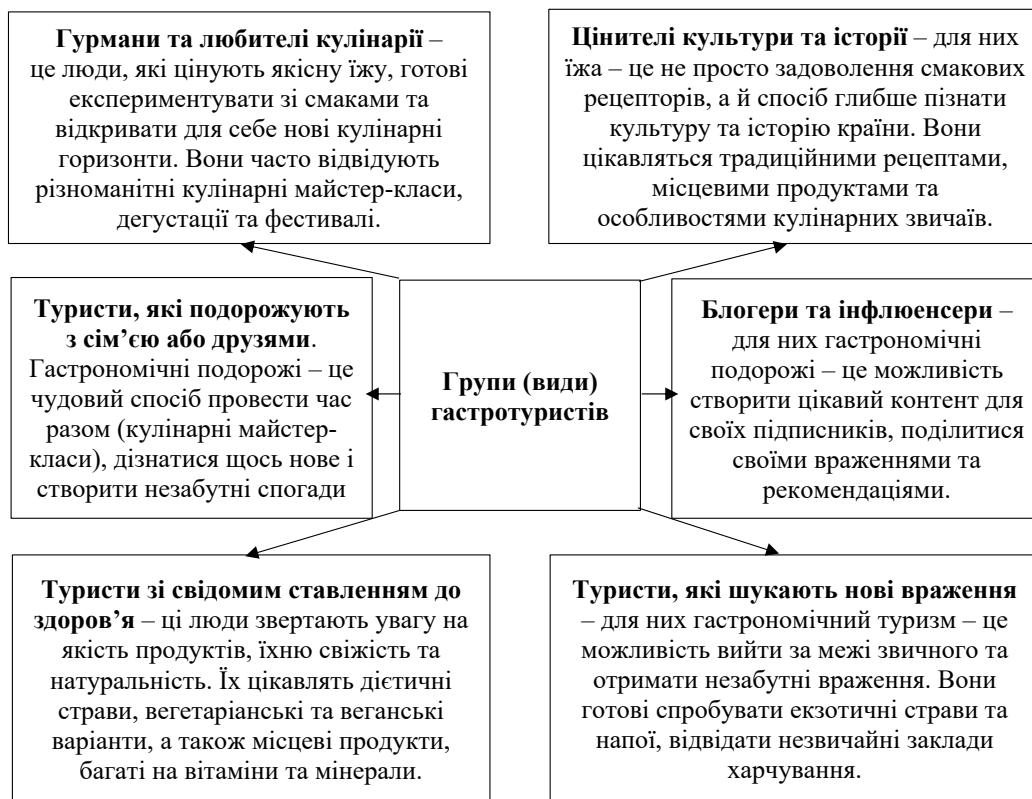 Гурмани та любителі кулінарії –
це люди, які цінують якісну їжу, готові
експериментувати зі смаками та
відкривати для себе нові кулінарні
горизонти. Вони часто відвідують
різноманітні кулінарні майстер-класи,
дегустації та фестивалі.
Цінителі культури та історії – для них
їжа – це не просто задоволення смакових
рецепторів, а й спосіб глибше пізнати
культуру та історію країни. Вони
цікавляться традиційними рецептами,
місцевими продуктами та
особливостями кулінарних звичаїв.
Туристи, які подорожують
з сім’єю або друзями.
Гастрономічні подорожі – це
чудовий спосіб провести час
разом (кулінарні майстер-
класи), дізнатися щось нове і
створити незабутні спогади
Групи (види)
гастротуристів
Блогери та інфлюенсери –
для них гастрономічні
подорожі – це можливість
створити цікавий контент для
своїх підписників, поділитися
своїми враженнями та
рекомендаціями.
Туристи зі свідомим ставленням до
здоров’я – ці люди звертають увагу на
якість продуктів, їхню свіжість та
натуральність. Їх цікавлять дієтичні
страви, вегетаріанські та веганські
варіанти, а також місцеві продукти,
багаті на вітаміни та мінерали.
Туристи, які шукають нові враження
– для них гастрономічний туризм – це
можливість вийти за межі звичного та
отримати незабутні враження. Вони
готові спробувати екзотичні страви та
напої, відвідати незвичайні заклади
харчування.